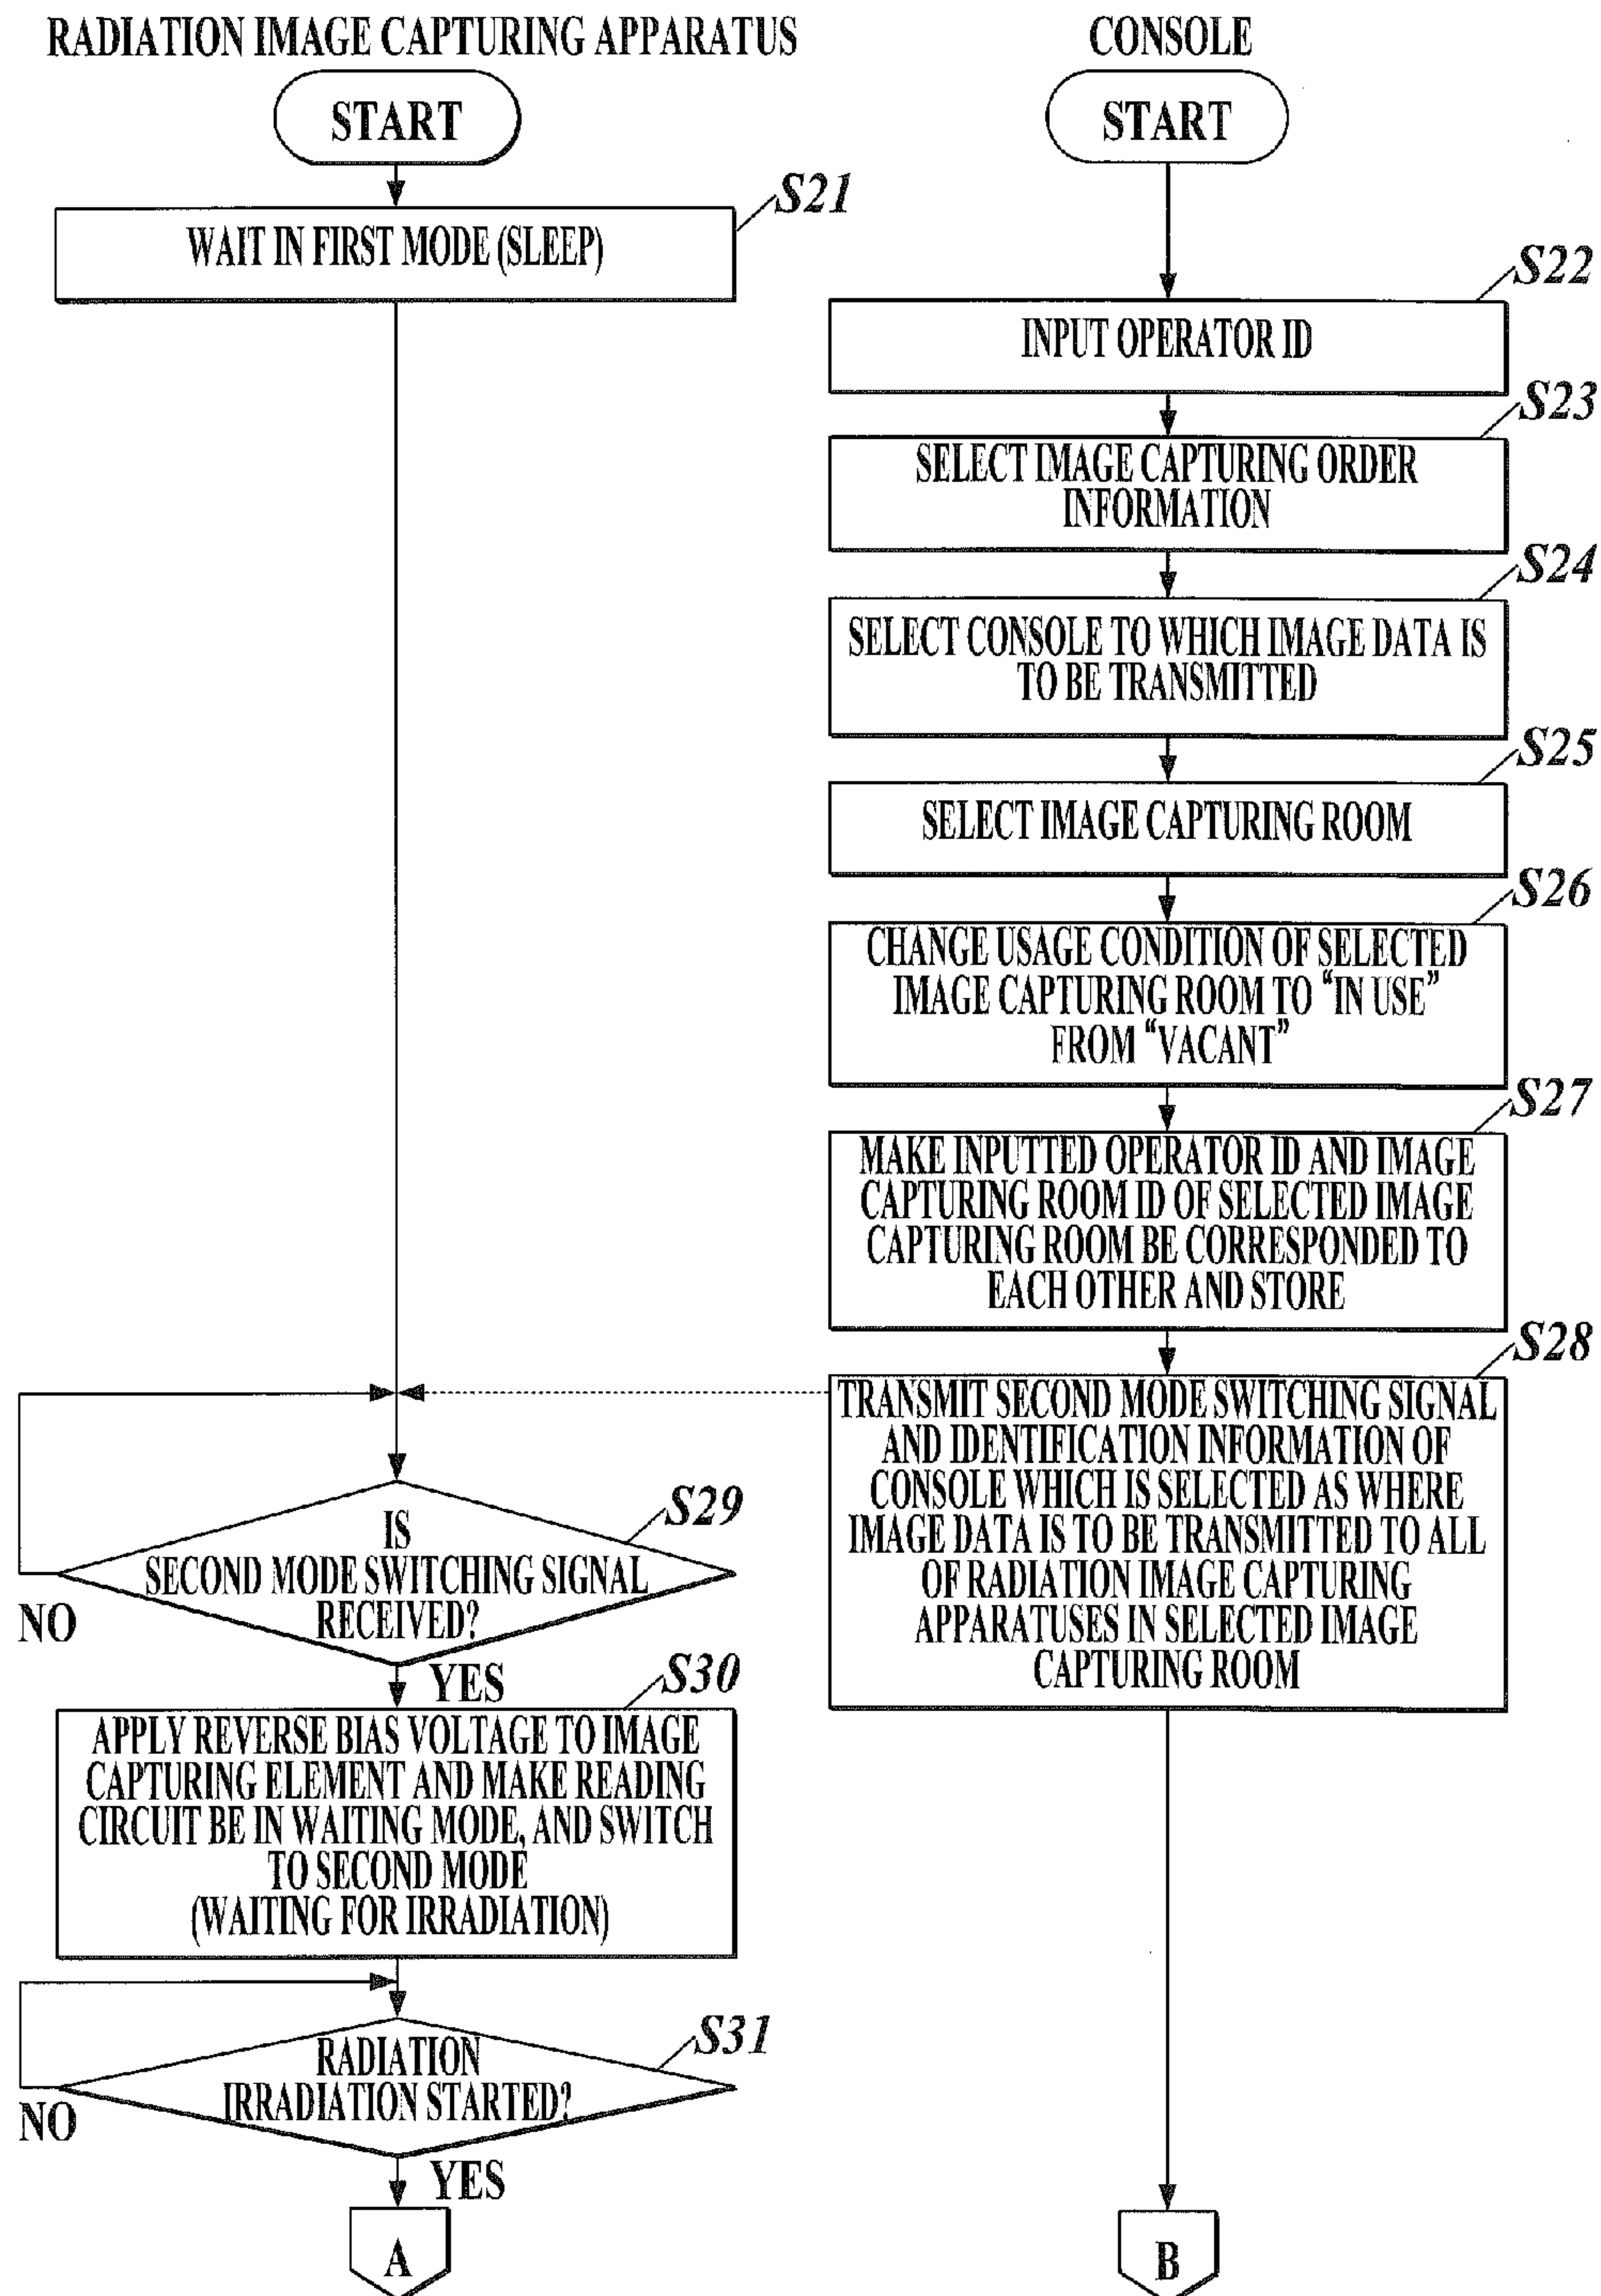 RADIATION IMAGE CAPTURING APPARATUS
START
S21
WAIT IN FIRST MODE (SLEEP)
CONSOLE
START
S22
INPUT OPERATOR ID
S23
SELECT IMAGE CAPTURING ORDER
INFORMATION
S24
SELECT CONSOLE TO WHICH IMAGE DATA IS
TO BE TRANSMITTED
S25
SELECT IMAGE CAPTURING ROOM
S26
CHANGE USAGE CONDITION OF SELECTED
IMAGE CAPTURING ROOM TO “IN USE”
FROM “VACANT”
S27
MAKE INPUTTED OPERATOR ID AND IMAGE
CAPTURING ROOM ID OF SELECTED IMAGE
CAPTURING ROOM BE CORRESPONDED TO
EACH OTHER AND STORE
S28
TRANSMIT SECOND MODE SWITCHING SIGNAL
AND IDENTIFICATION INFORMATION OF
CONSOLE WHICH IS SELECTED AS WHERE
IMAGE DATA IS TO BE TRANSMITTED TO ALL
OF RADIATION IMAGE CAPTURING
APPARATUSES IN SELECTED IMAGE
CAPTURING ROOM
S29
IS
SECOND MODE SWITCHING SIGNAL
RECEIVED?
NO
YES
S30
APPLY REVERSE BIAS VOLTAGE TO IMAGE
CAPTURING ELEMENT AND MAKE READING
CIRCUIT BE IN WAITING MODE, AND SWITCH
TO SECOND MODE
(WAITING FOR IRRADIATION)
S31
RADIATION
IRRADIATION STARTED?
NO
YES
A
B